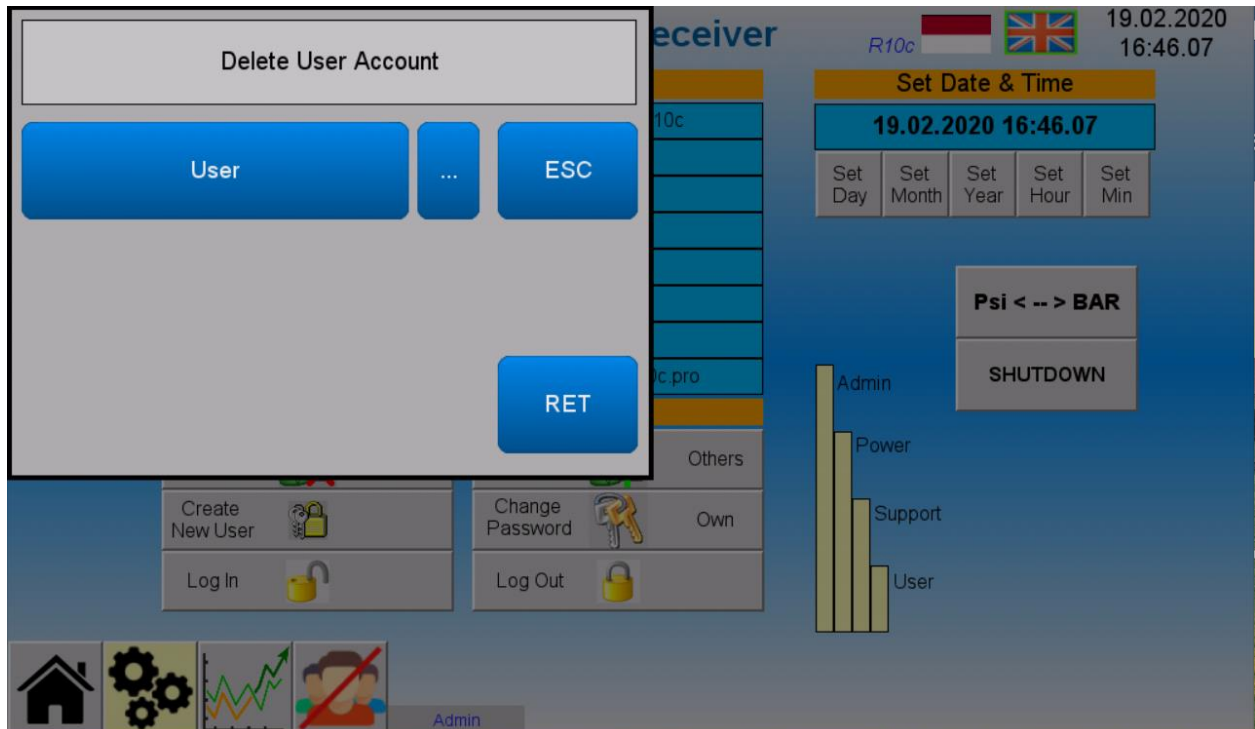 Delete User Account
User
...
ESC
RET
eceiver
R10c
19.02.2020
16:46.07
10c
c.pro
Set Date & Time
19.02.2020 16:46.07
Set Day
Set Month
Set Year
Set Hour
Set Min
Psi < -- > BAR
SHUTDOWN
Admin
Power
Support
User
Others
Create
New User
Change
Password
Own
Log In
Log Out
Admin